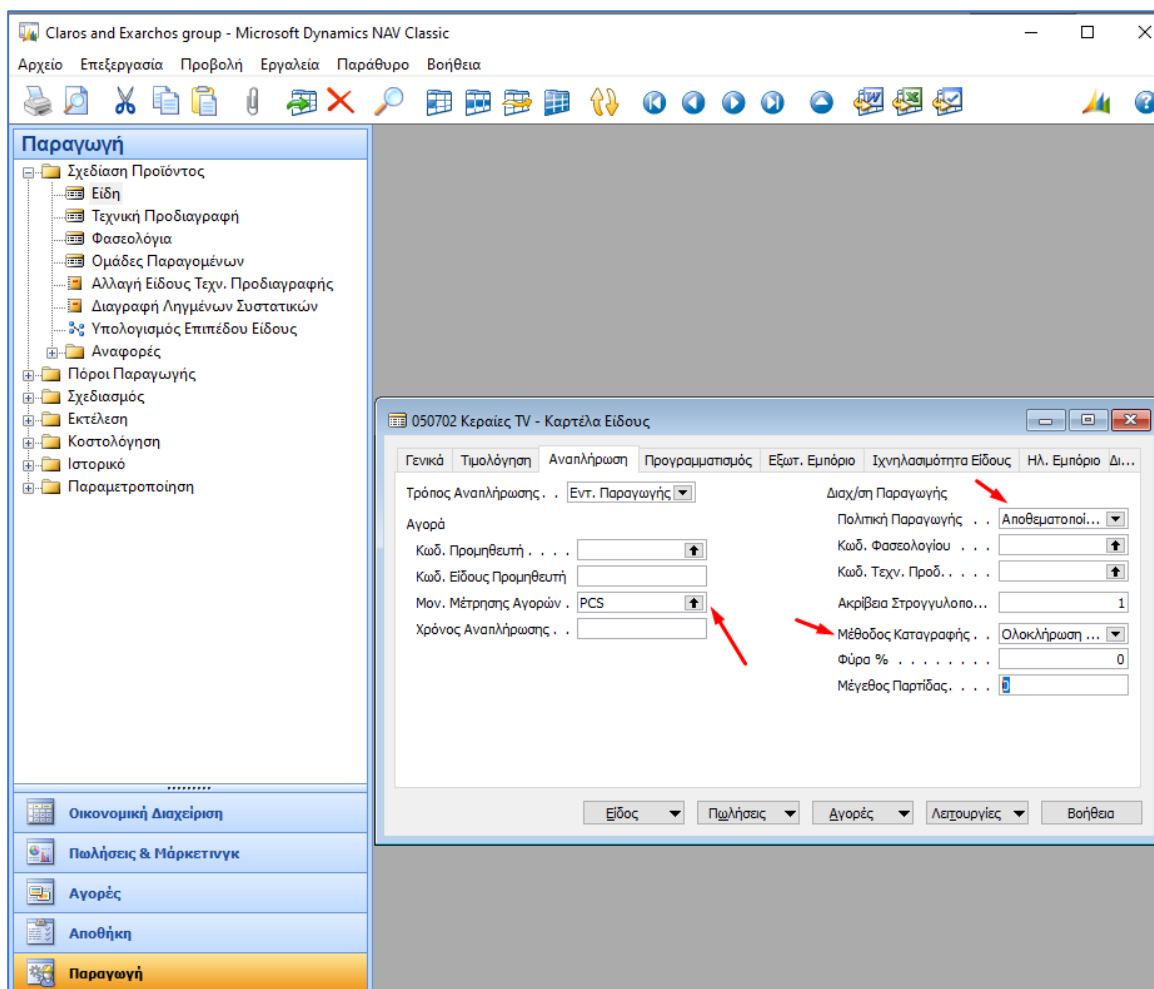 Claros and Exarchos group - Microsoft Dynamics NAV Classic
Αρχείο Επεξεργασία Προβολή Εργαλεία Παράθυρο Βοήθεια
Παραγωγή
Σχεδίαση Προϊόντος
Είδη
Τεχνική Προδιαγραφή
Φασεολόγια
Ομάδες Παραγομένων
Αλλαγή Είδους Τεχν. Προδιαγραφής
Διαγραφή Ληγμένων Συστατικών
Υπολογισμός Επιπέδου Είδους
Αναφορές
Πόροι Παραγωγής
Σχεδιασμός
Εκτέλεση
Κοστολόγηση
Ιστορικό
Παραμετροποίηση
050702 Κεραίες TV - Καρτέλα Είδους
Γενικά Τιμολόγηση Αναπλήρωση Προγραμματισμός Εξωτ. Εμπόριο Ιχνηλασιμότητα Είδους Ηλ. Εμπόριο Δι...
Τρόπος Αναπλήρωσης. . Εντ. Παραγωγής
Αγορά
Κωδ. Προμηθευτή . . . .
Κωδ. Είδους Προμηθευτή
Μον. Μέτρησης Αγορών . PCS
Χρόνος Αναπλήρωσης . .
Διαχ/ση Παραγωγής
Πολιτική Παραγωγής . . Αποθεματοποί...
Κωδ. Φασεολογίου . . .
Κωδ. Τεχν. Προδ. . . . .
Ακρίβεια Στρογγυλοπο... 1
Μέθοδος Καταγραφής . . Ολοκλήρωση ...
Φύρα % . . . . . . . . 0
Μέγεθος Παρτίδας. . . . 0
Είδος Πωλήσεις Αγορές Λειτουργίες Βοήθεια
Οικονομική Διαχείριση
Πωλήσεις & Μάρκετινγκ
Αγορές
Αποθήκη
Παραγωγή